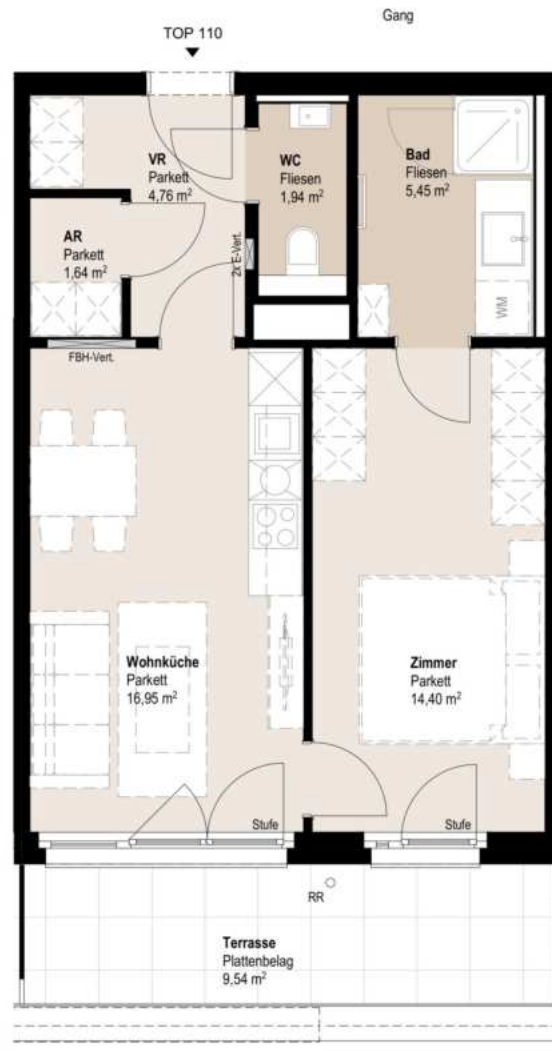 Gang
TOP 110
VR
Parkett
4,76 m²
WC
Fliesen
1,94 m²
Bad
Fliesen
5,45 m²
AR
Parkett
1,64 m²
2x E-Vert.
WM
FBH-Vert.
Wohnküche
Parkett
16,95 m²
Zimmer
Parkett
14,40 m²
Stufe
Stufe
RR
Terrasse
Plattenbelag
9,54 m²